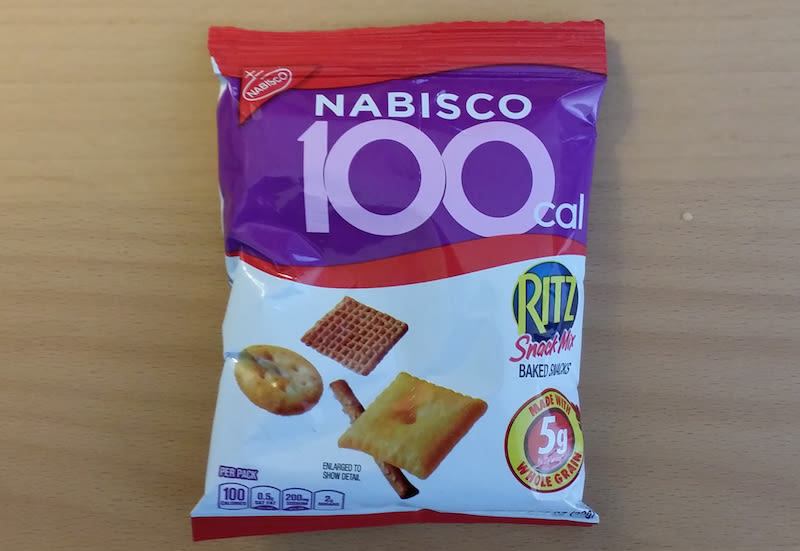 NABISCO
NABISCO
100
cal
RITZ
Snack Mix
BAKED SNACKS
MADE WITH
5g
WHOLE GRAIN
ENLARGED TO
SHOW DETAIL
PER PACK
100
CALORIES
0.5g
SAT FAT
200mg
SODIUM
2g
SUGARS